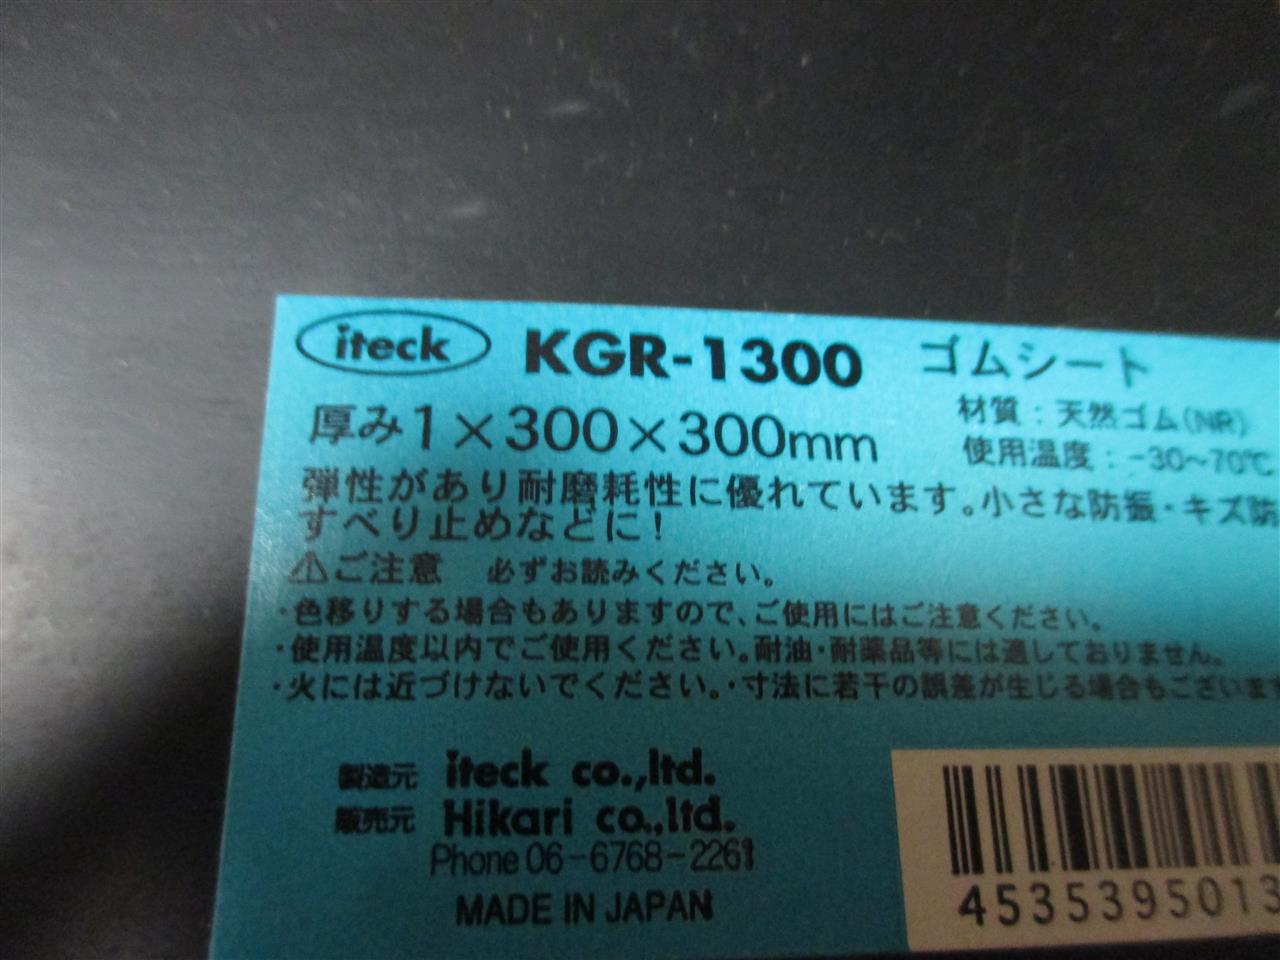 iteck KGR-1300 ゴムシート
厚み1×300×300mm
材質:天然ゴム(NR)
使用温度:-30~70℃
弾性があり耐磨耗性に優れています。小さな防振・キズ防
すべり止めなどに!
⚠ご注意 必ずお読みください。
・色移りする場合もありますので、ご使用にはご注意ください。
・使用温度以内でご使用ください。耐油・耐薬品等には適しておりません。
・火には近づけないでください。・寸法に若干の誤差が生じる場合もございます
製造元 iteck co.,ltd.
販売元 Hikari co.,ltd.
Phone 06-6768-2261
MADE IN JAPAN
4535395013